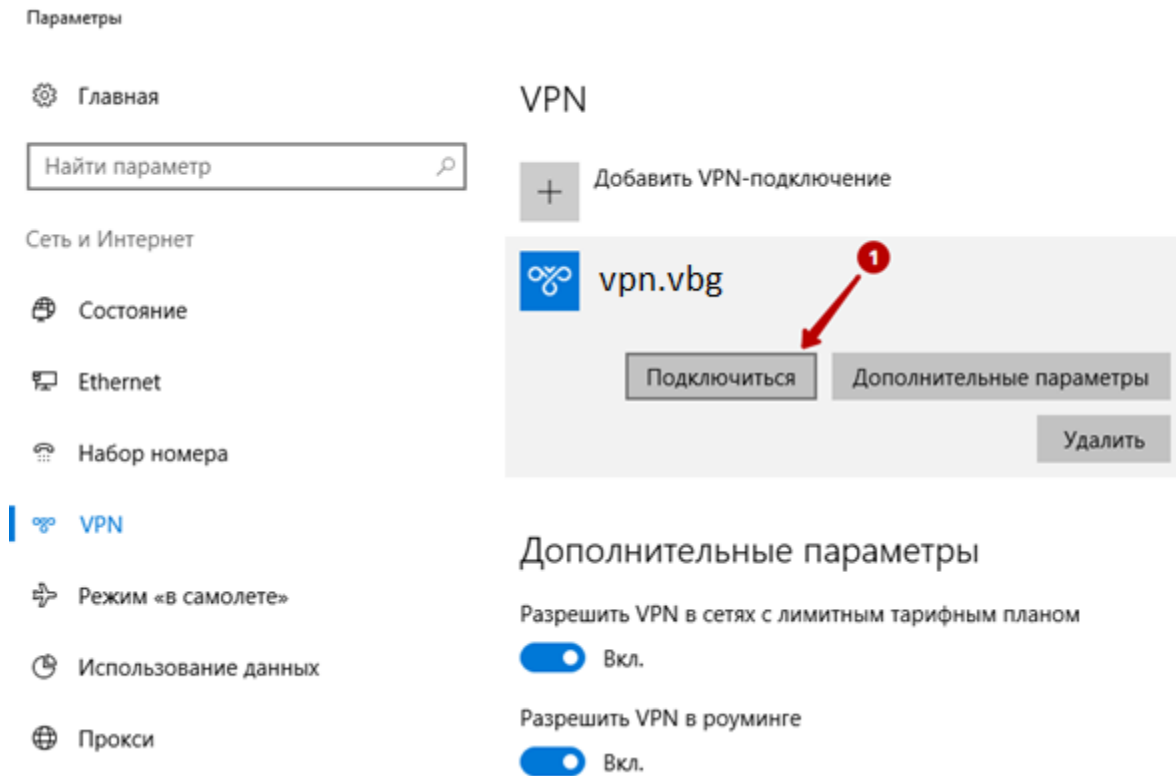 Параметры
Главная
Найти параметр
Сеть и Интернет
Состояние
Ethernet
Набор номера
VPN
Режим «в самолете»
Использование данных
Прокси
VPN
Добавить VPN-подключение
vpn.vbg
1
Подключиться
Дополнительные параметры
Удалить
Дополнительные параметры
Разрешить VPN в сетях с лимитным тарифным планом
Вкл.
Разрешить VPN в роуминге
Вкл.